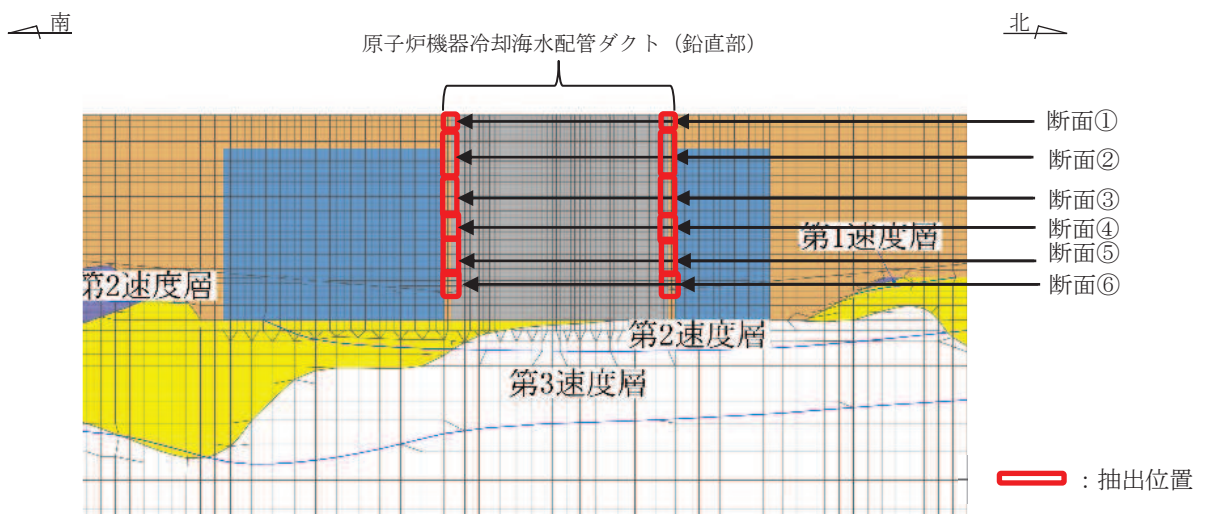 南
北
原子炉機器冷却海水配管ダクト（鉛直部）
断面①
断面②
断面③
断面④
第1速度層
断面⑤
第2速度層
断面⑥
第2速度層
第3速度層
：抽出位置